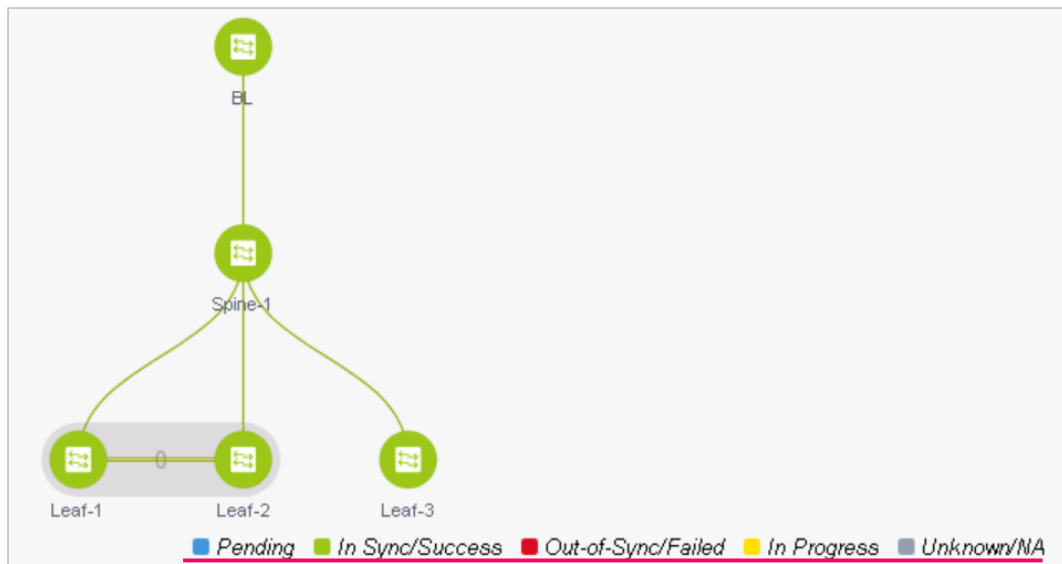 BL
Spine-1
Leaf-1 Leaf-2 Leaf-3
Pending In Sync/Success Out-of-Sync/Failed In Progress Unknown/NA